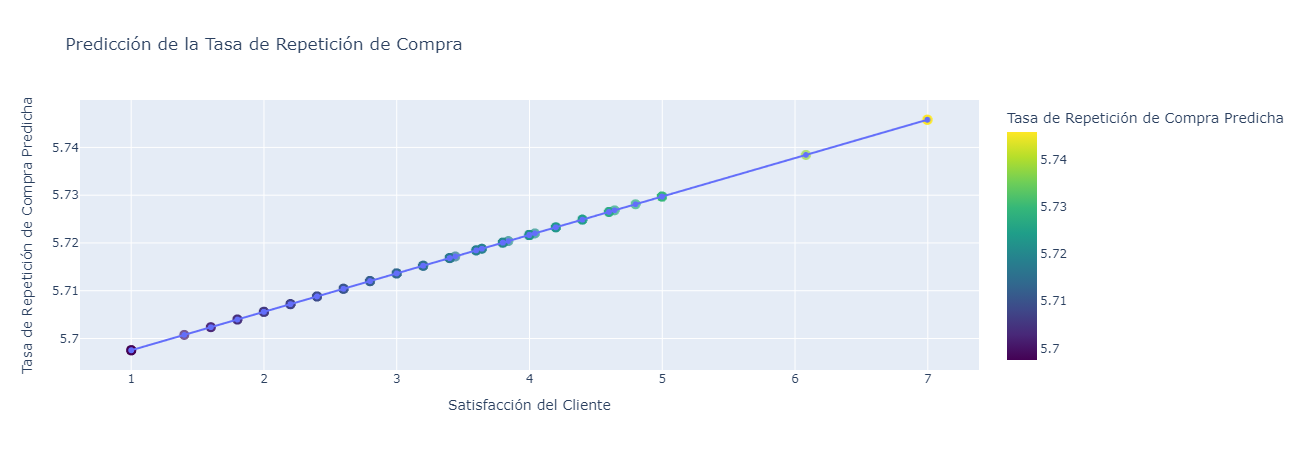 Predicción de la Tasa de Repetición de Compra
Tasa de Repetición de Compra Predicha
5.74
5.73
5.72
5.71
5.7
1 2 3 4 5 6 7
Satisfacción del Cliente
Tasa de Repetición de Compra Predicha
5.74
5.73
5.72
5.71
5.7